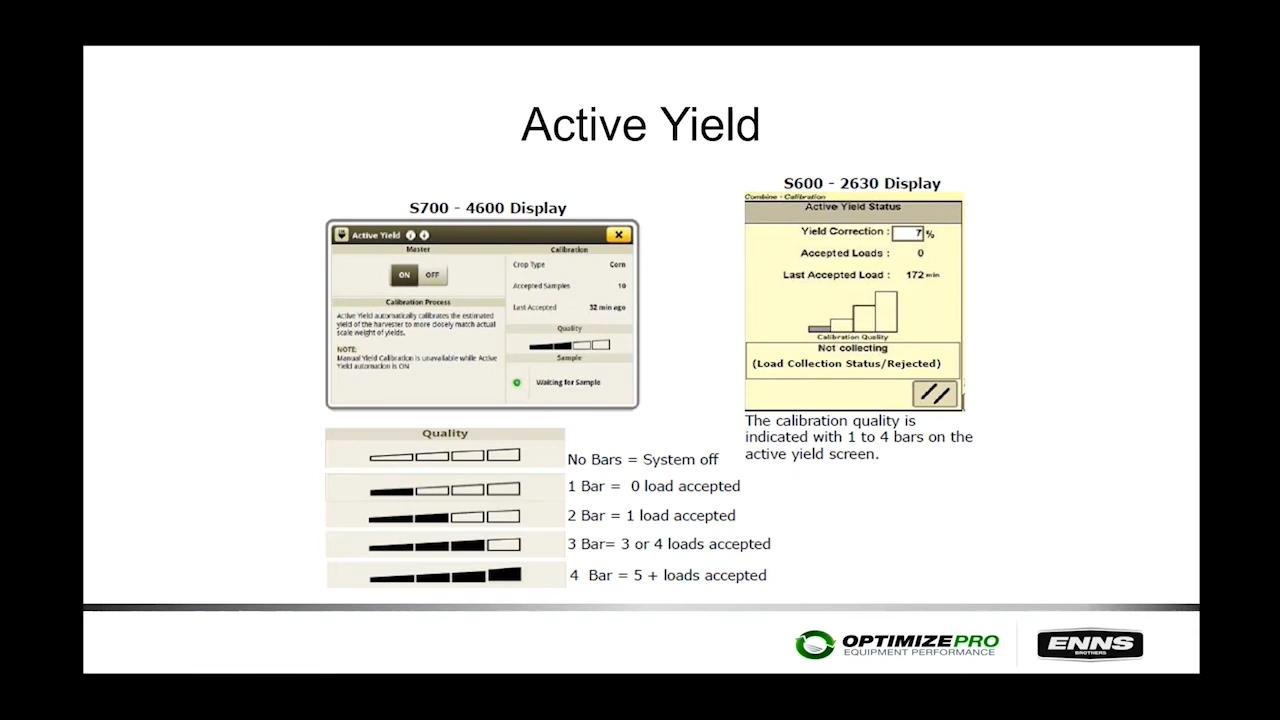 Active Yield
S700 - 4600 Display
Active Yield
Master
ON OFF
Calibration Process
Active Yield automatically calibrates the estimated
yield of the harvester to more closely match actual
scale weight of yields.
NOTE:
Manual Yield Calibration is unavailable while Active
Yield automation is ON
Calibration
Crop Type Corn
Accepted Samples 10
Last Accepted 32 min ago
Quality
Sample
Waiting for Sample
S600 - 2630 Display
Combine - Calibration
Active Yield Status
Yield Correction : 7 %
Accepted Loads : 0
Last Accepted Load : 172 min
Calibration Quality
Not collecting
(Load Collection Status/Rejected)
The calibration quality is
indicated with 1 to 4 bars on the
active yield screen.
Quality
No Bars = System off
1 Bar = 0 load accepted
2 Bar = 1 load accepted
3 Bar= 3 or 4 loads accepted
4 Bar = 5 + loads accepted
OPTIMIZEPRO
EQUIPMENT PERFORMANCE
ENNS
BROTHERS